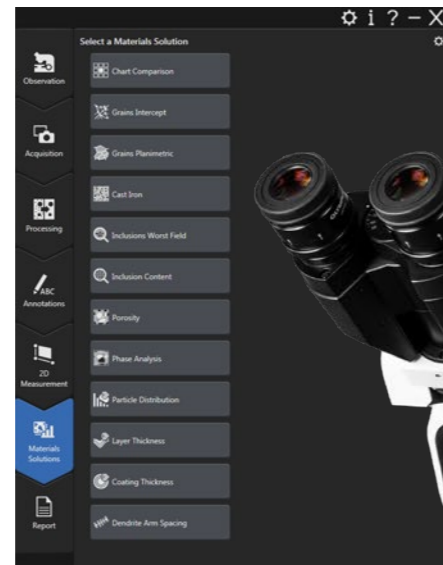 i ? – X
Select a Materials Solution
Observation
Acquisition
Processing
Annotations
2D
Measurement
Materials
Solutions
Report
Chart Comparison
Grains Intercept
Grains Planimetric
Cast Iron
Inclusions Worst Field
Inclusion Content
Porosity
Phase Analysis
Particle Distribution
Layer Thickness
Coating Thickness
Dendrite Arm Spacing
ABC